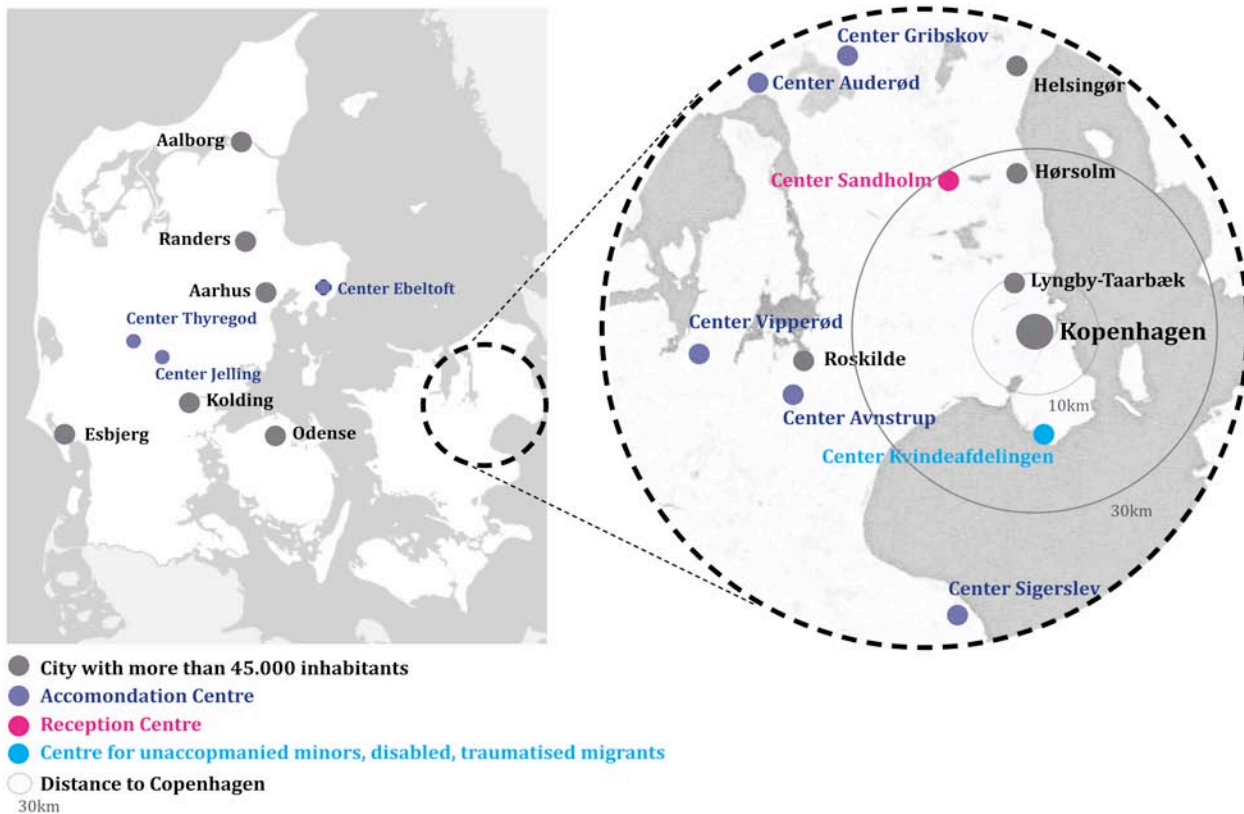 Aalborg
Randers
Aarhus
Center Ebeltoft
Center Thyregod
Center Jelling
Kolding
Esbjerg
Odense
Center Gribskov
Center Auderød
Helsingør
Center Sandholm
Hørsolm
Lyngby-Taarbæk
Center Vipperød
Kopenhagen
Roskilde
10km
Center Avnstrup
Center Kvindeafdelingen
30km
Center Sigerslev
City with more than 45.000 inhabitants
Accomondation Centre
Reception Centre
Centre for unaccopmanied minors, disabled, traumatised migrants
Distance to Copenhagen
30km